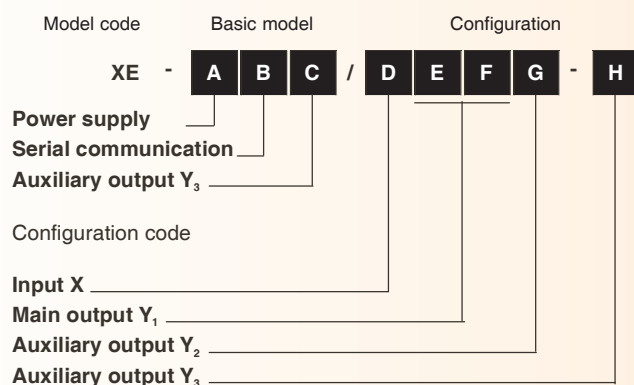 Model code Basic model Configuration
XE - A B C / D E F G - H
Power supply
Serial communication
Auxiliary output Y₃
Configuration code
Input X
Main output Y₁
Auxiliary output Y₂
Auxiliary output Y₃